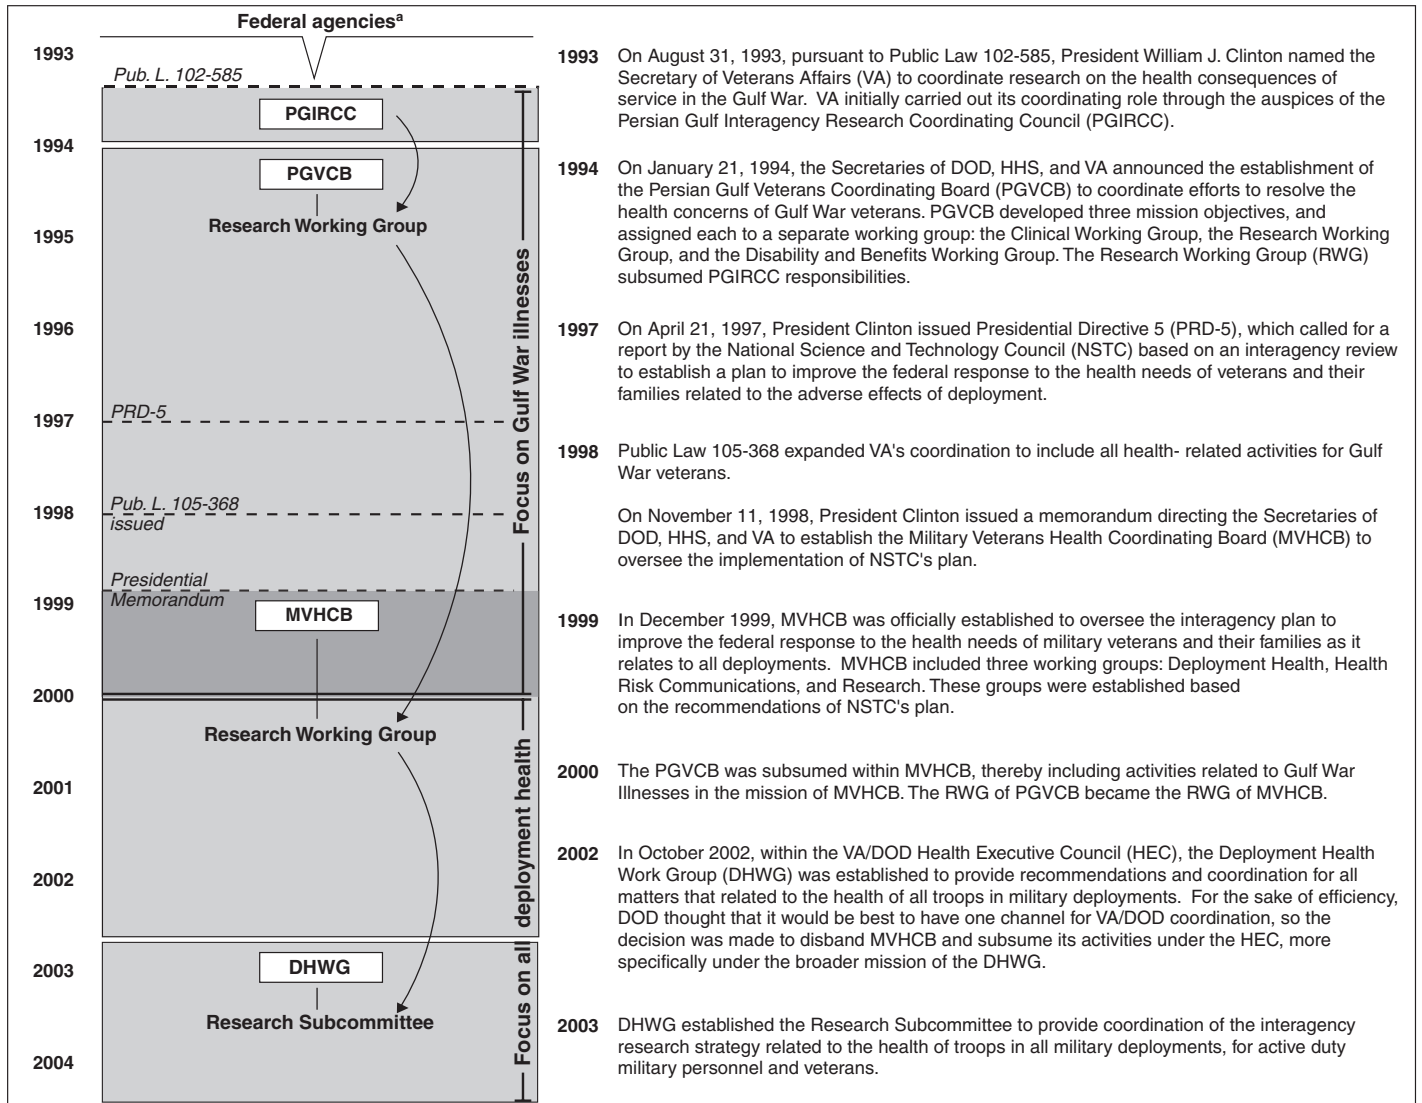 Federal agenciesa
1993
Pub. L. 102-585
PGIRCC
1994
PGVCB
Research Working Group
1995
1996
PRD-5
1997
Pub. L. 105-368
1998
issued
Presidential
1999
Memorandum
MVHCB
2000
Research Working Group
2001
2002
2003
DHWG
Research Subcommittee
2004
Focus on Gulf War illnesses
Focus on all deployment health
1993 On August 31, 1993, pursuant to Public Law 102-585, President William J. Clinton named the
Secretary of Veterans Affairs (VA) to coordinate research on the health consequences of
service in the Gulf War. VA initially carried out its coordinating role through the auspices of the
Persian Gulf Interagency Research Coordinating Council (PGIRCC).
1994 On January 21, 1994, the Secretaries of DOD, HHS, and VA announced the establishment of
the Persian Gulf Veterans Coordinating Board (PGVCB) to coordinate efforts to resolve the
health concerns of Gulf War veterans. PGVCB developed three mission objectives, and
assigned each to a separate working group: the Clinical Working Group, the Research Working
Group, and the Disability and Benefits Working Group. The Research Working Group (RWG)
subsumed PGIRCC responsibilities.
1997 On April 21, 1997, President Clinton issued Presidential Directive 5 (PRD-5), which called for a
report by the National Science and Technology Council (NSTC) based on an interagency review
to establish a plan to improve the federal response to the health needs of veterans and their
families related to the adverse effects of deployment.
1998 Public Law 105-368 expanded VA's coordination to include all health- related activities for Gulf
War veterans.
On November 11, 1998, President Clinton issued a memorandum directing the Secretaries of
DOD, HHS, and VA to establish the Military Veterans Health Coordinating Board (MVHCB) to
oversee the implementation of NSTC's plan.
1999 In December 1999, MVHCB was officially established to oversee the interagency plan to
improve the federal response to the health needs of military veterans and their families as it
relates to all deployments. MVHCB included three working groups: Deployment Health, Health
Risk Communications, and Research. These groups were established based
on the recommendations of NSTC's plan.
2000 The PGVCB was subsumed within MVHCB, thereby including activities related to Gulf War
Illnesses in the mission of MVHCB. The RWG of PGVCB became the RWG of MVHCB.
2002 In October 2002, within the VA/DOD Health Executive Council (HEC), the Deployment Health
Work Group (DHWG) was established to provide recommendations and coordination for all
matters that related to the health of all troops in military deployments. For the sake of efficiency,
DOD thought that it would be best to have one channel for VA/DOD coordination, so the
decision was made to disband MVHCB and subsume its activities under the HEC, more
specifically under the broader mission of the DHWG.
2003 DHWG established the Research Subcommittee to provide coordination of the interagency
research strategy related to the health of troops in all military deployments, for active duty
military personnel and veterans.